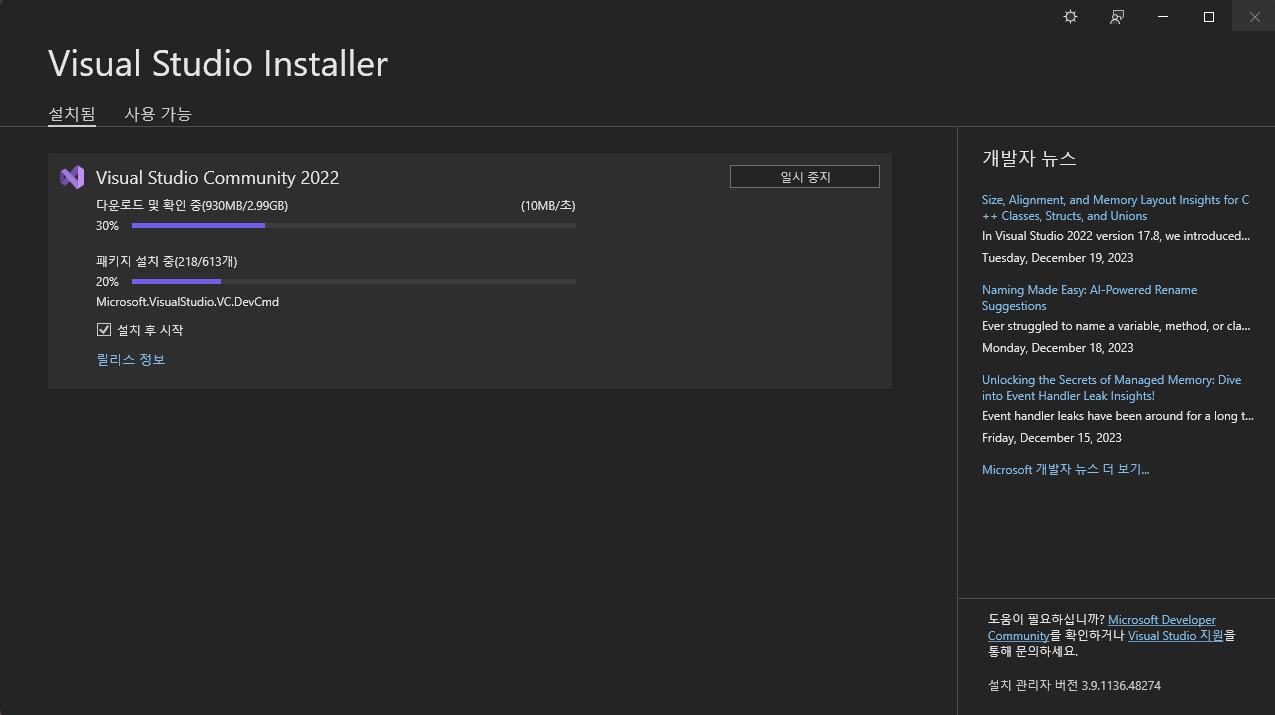 Visual Studio Installer
설치됨 사용 가능
Visual Studio Community 2022
일시 중지
다운로드 및 확인 중(930MB/2.99GB) (10MB/초)
30%
패키지 설치 중(218/613개)
20%
Microsoft.VisualStudio.VC.DevCmd
설치 후 시작
릴리스 정보
개발자 뉴스
Size, Alignment, and Memory Layout Insights for C
++ Classes, Structs, and Unions
In Visual Studio 2022 version 17.8, we introduced...
Tuesday, December 19, 2023
Naming Made Easy: AI-Powered Rename
Suggestions
Ever struggled to name a variable, method, or cla...
Monday, December 18, 2023
Unlocking the Secrets of Managed Memory: Dive
into Event Handler Leak Insights!
Event handler leaks have been around for a long t...
Friday, December 15, 2023
Microsoft 개발자 뉴스 더 보기...
도움이 필요하십니까? Microsoft Developer
Community를 확인하거나 Visual Studio 지원을
통해 문의하세요.
설치 관리자 버전 3.9.1136.48274